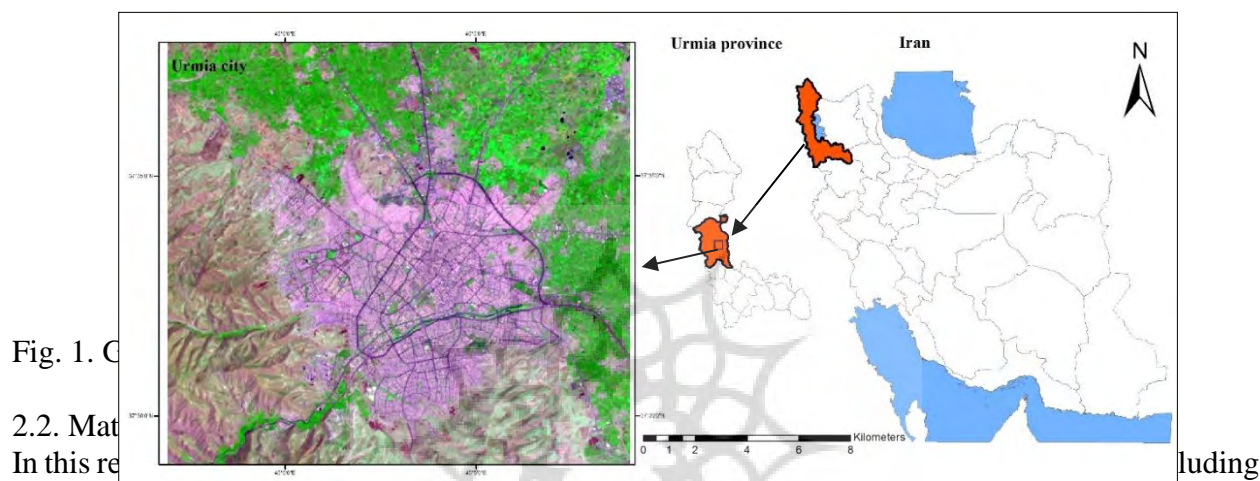 Urmia province
Iran
N
Urmia city
Kilometers
0 1 2 4 6 8
Fig. 1. G
2.2. Mat
In this re
luding